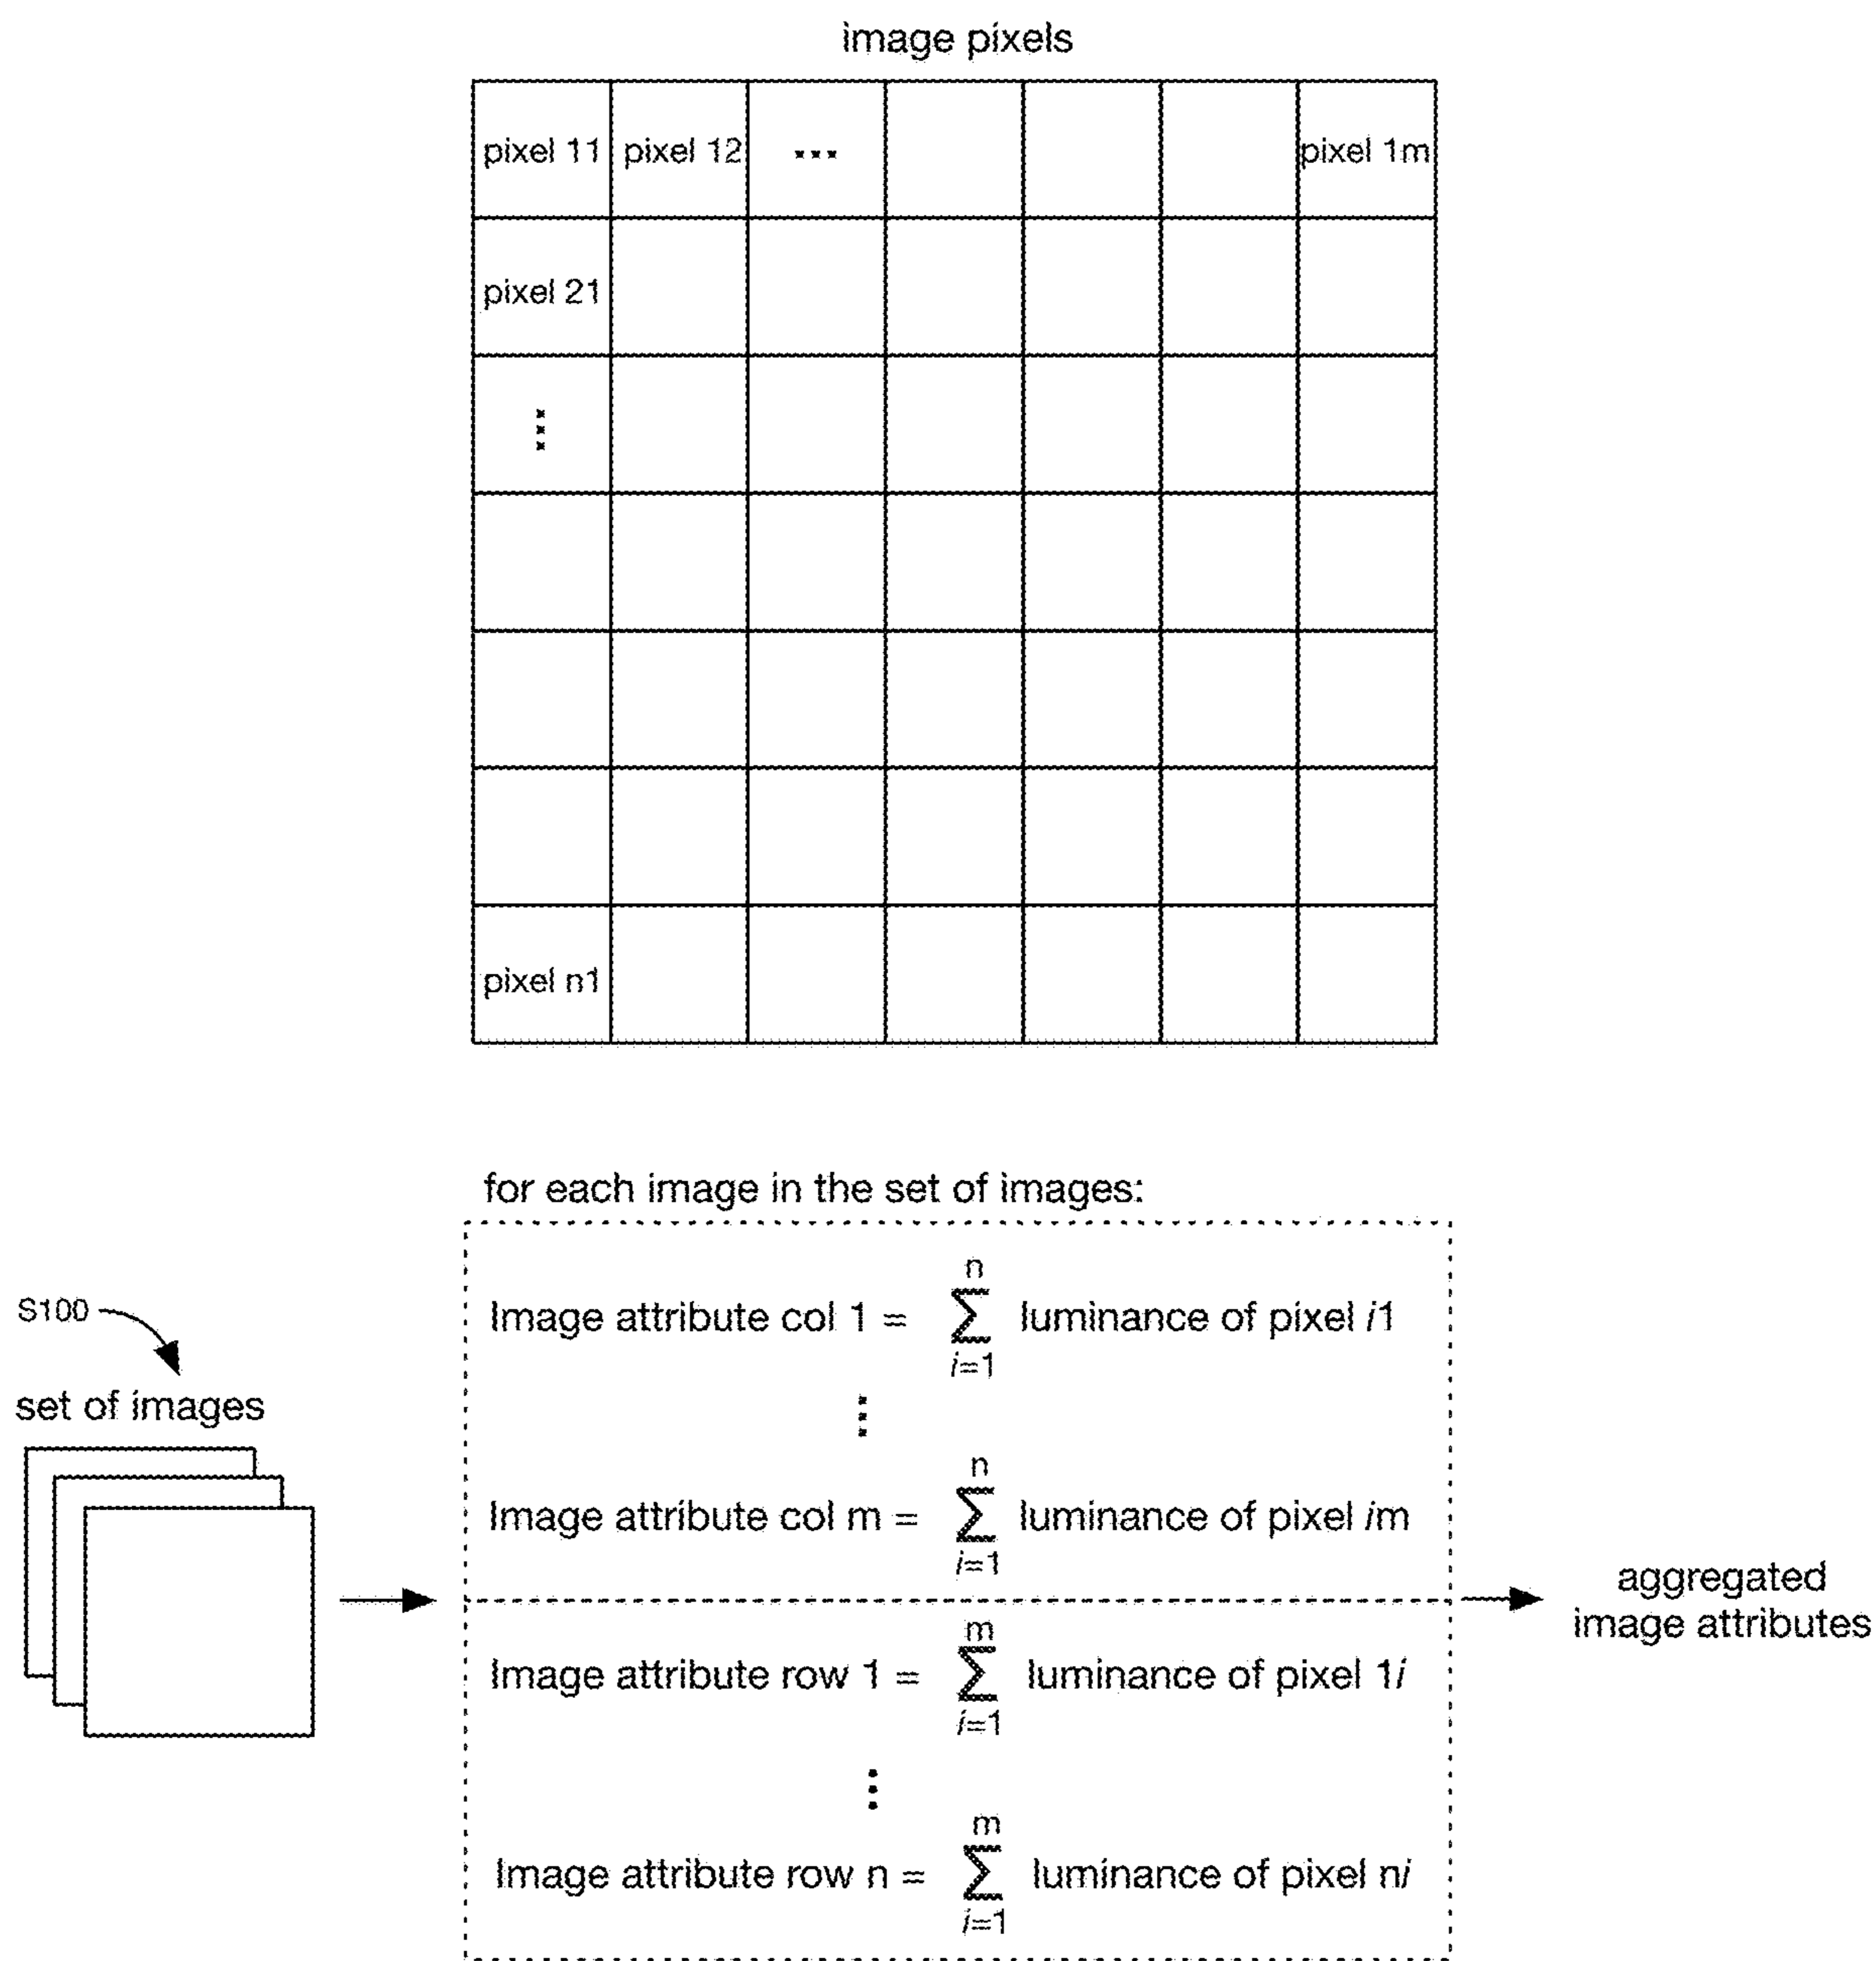 image pixels
pixel 11 pixel 12 ... pixel 1m
pixel 21
⋮
pixel n1
for each image in the set of images:
S100
set of images
Image attribute col 1 = n ∑ i=1 luminance of pixel i1
⋮
Image attribute col m = n ∑ i=1 luminance of pixel im
Image attribute row 1 = m ∑ i=1 luminance of pixel 1i
⋮
Image attribute row n = m ∑ i=1 luminance of pixel ni
aggregated
image attributes